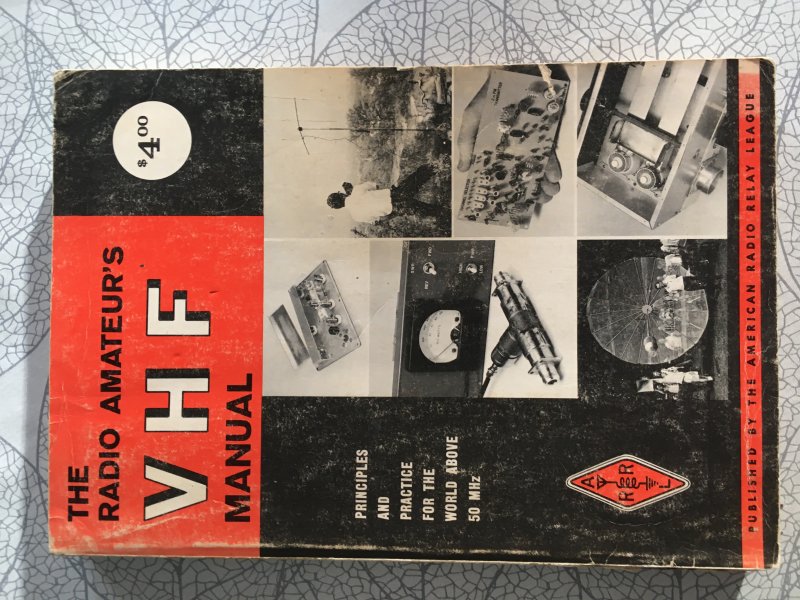 $4.00
THE
RADIO AMATEUR'S
VHF
MANUAL
PRINCIPLES
AND
PRACTICE
FOR THE
WORLD ABOVE
50 MHz
A
R
R
L
PUBLISHED BY THE AMERICAN RADIO RELAY LEAGUE